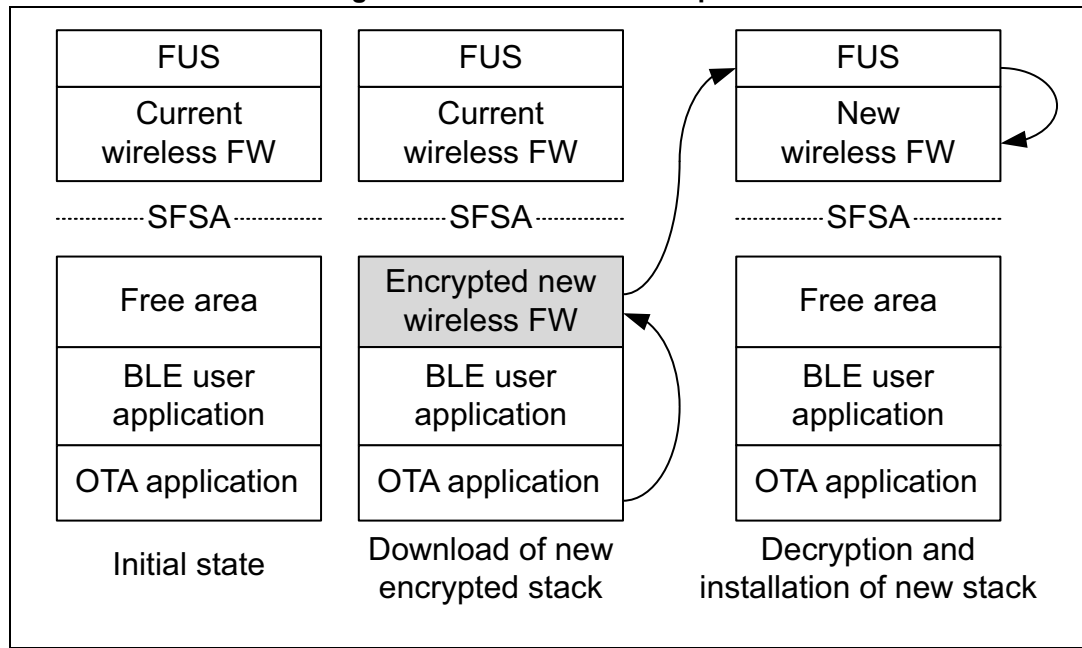 FUS
Current
wireless FW
SFSA
Free area
BLE user
application
OTA application
Initial state
FUS
Current
wireless FW
SFSA
Encrypted new
wireless FW
BLE user
application
OTA application
Download of new
encrypted stack
FUS
New
wireless FW
SFSA
Free area
BLE user
application
OTA application
Decryption and
installation of new stack